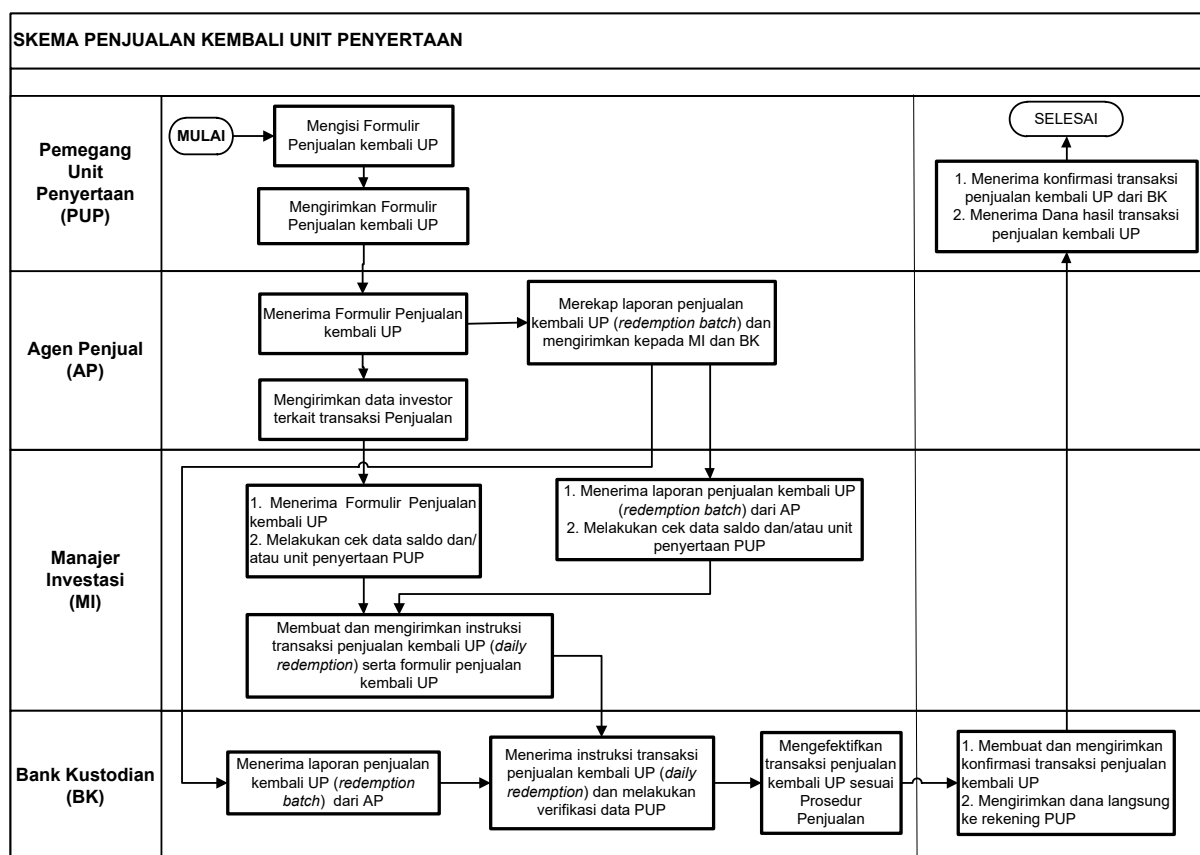 SKEMA PENJUALAN KEMBALI UNIT PENYERTAAN
Pemegang
Unit
Penyertaan
(PUP)
MULAI
Mengisi Formulir
Penjualan kembali UP
Mengirimkan Formulir
Penjualan kembali UP
SELESAI
1. Menerima konfirmasi transaksi
penjualan kembali UP dari BK
2. Menerima Dana hasil transaksi
penjualan kembali UP
Agen Penjual
(AP)
Menerima Formulir Penjualan
kembali UP
Merekap laporan penjualan
kembali UP (redemption batch) dan
mengirimkan kepada MI dan BK
Mengirimkan data investor
terkait transaksi Penjualan
Manajer
Investasi
(MI)
1. Menerima Formulir Penjualan
kembali UP
2. Melakukan cek data saldo dan/
atau unit penyertaan PUP
1. Menerima laporan penjualan kembali UP
(redemption batch) dari AP
2. Melakukan cek data saldo dan/atau unit
penyertaan PUP
Membuat dan mengirimkan instruksi
transaksi penjualan kembali UP (daily
redemption) serta formulir penjualan
kembali UP
Bank Kustodian
(BK)
Menerima laporan penjualan
kembali UP (redemption
batch) dari AP
Menerima instruksi transaksi
penjualan kembali UP (daily
redemption) dan melakukan
verifikasi data PUP
Mengefektifkan
transaksi penjualan
kembali UP sesuai
Prosedur
Penjualan
1. Membuat dan mengirimkan
konfirmasi transaksi penjualan
kembali UP
2. Mengirimkan dana langsung
ke rekening PUP